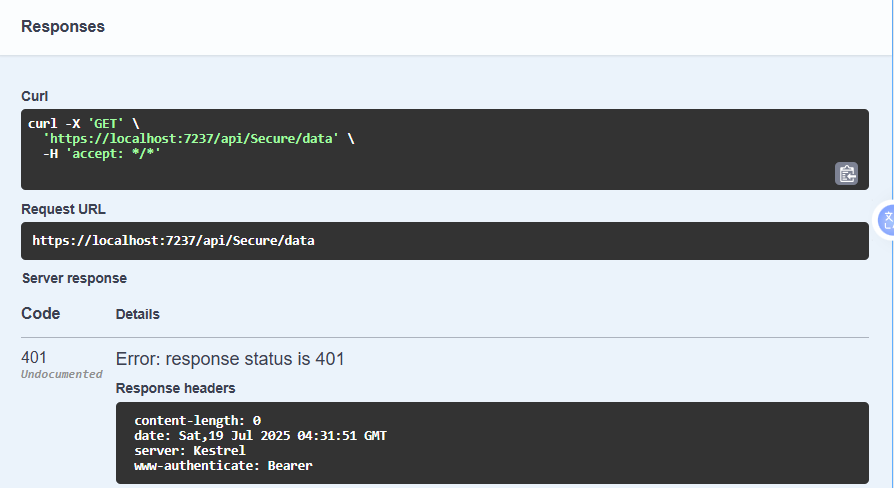 Responses
Curl
curl -X 'GET' \
'https://localhost:7237/api/Secure/data' \
-H 'accept: */*'
Request URL
https://localhost:7237/api/Secure/data
Server response
Code Details
401 Error: response status is 401
Undocumented
Response headers
content-length: 0
date: Sat,19 Jul 2025 04:31:51 GMT
server: Kestrel
www-authenticate: Bearer